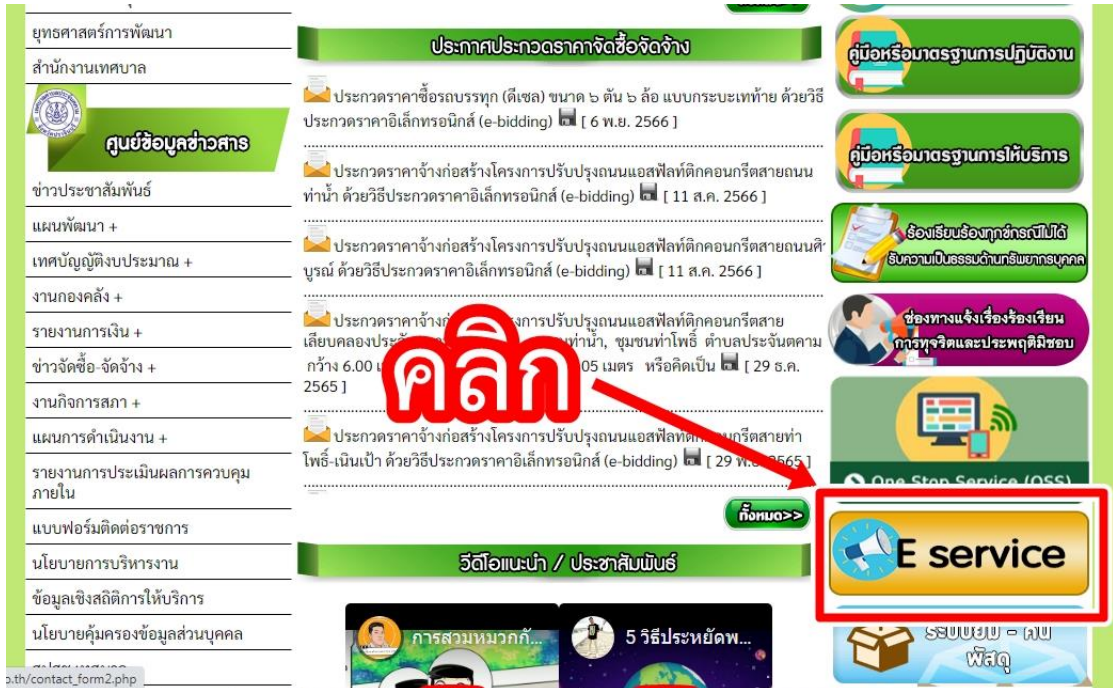 ยุทธศาสตร์การพัฒนา
สำนักงานเทศบาล
ศูนย์ข้อมูลข่าวสาร
ข่าวประชาสัมพันธ์
แผนพัฒนา +
เทศบัญญัติงบประมาณ +
งานกองคลัง +
รายงานการเงิน +
ข่าวจัดซื้อ-จัดจ้าง +
งานกิจการสภา +
แผนการดำเนินงาน +
รายงานการประเมินผลการควบคุม
ภายใน
แบบฟอร์มติดต่อราชการ
นโยบายการบริหารงาน
ข้อมูลเชิงสถิติการให้บริการ
นโยบายคุ้มครองข้อมูลส่วนบุคคล
o.th/contact_form2.php
ประกาศประกวดราคาจัดซื้อจัดจ้าง
ประกวดราคาซื้อรถบรรทุก (ดีเซล) ขนาด ๖ ตัน ๖ ล้อ แบบกระบะเทท้าย ด้วยวิธี
ประกวดราคาอิเล็กทรอนิกส์ (e-bidding) [ 6 พ.ย. 2566 ]
ประกวดราคาจ้างก่อสร้างโครงการปรับปรุงถนนแอสฟัลท์ติกคอนกรีตสายถนน
ท่าน้ำ ด้วยวิธีประกวดราคาอิเล็กทรอนิกส์ (e-bidding) [ 11 ส.ค. 2566 ]
ประกวดราคาจ้างก่อสร้างโครงการปรับปรุงถนนแอสฟัลท์ติกคอนกรีตสายถนนศิ
บูรณ์ ด้วยวิธีประกวดราคาอิเล็กทรอนิกส์ (e-bidding) [ 11 ส.ค. 2566 ]
ประกวดราคาจ้าง โครงการปรับปรุงถนนแอสฟัลท์ติกคอนกรีตสาย
เลียบคลองประ ท่าน้ำ, ชุมชนท่าโพธิ์ ตำบลประจันตคาม
กว้าง 6.00 05 เมตร หรือคิดเป็น [ 29 ธ.ค.
2565 ]
ประกวดราคาจ้างก่อสร้างโครงการปรับปรุงถนนแอสฟัลท์ติกคอนกรีตสายท่า
โพธิ์-เนินเป้า ด้วยวิธีประกวดราคาอิเล็กทรอนิกส์ (e-bidding) [ 29 พ.ย. 2565 ]
ทั้งหมด>>
คลิก
วีดีโอแนะนำ / ประชาสัมพันธ์
การสวมหมวกกั...
5 วิธีประหยัดพ...
คู่มือหรือมาตรฐานการปฏิบัติงาน
คู่มือหรือมาตรฐานการให้บริการ
ร้องเรียนร้องทุกข์กรณีไม่ได้
รับความเป็นธรรมด้านทรัพยากรบุคคล
ช่องทางแจ้งเรื่องร้องเรียน
การทุจริตและประพฤติมิชอบ
One Stop Service (OSS)
E service
ระบบยืม - คืน
พัสดุ